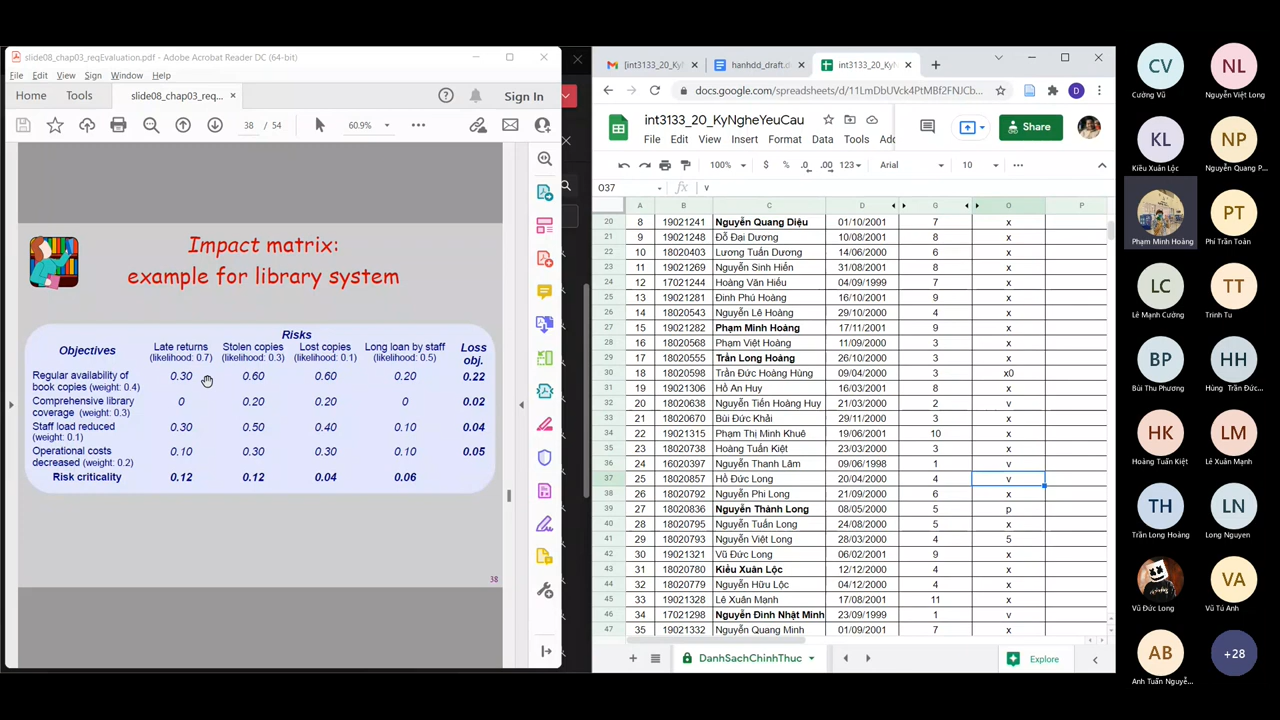 slide08_chap03_reqEvaluation.pdf - Adobe Acrobat Reader DC (64-bit)
File Edit View Sign Window Help
Home Tools slide08_chap03_req... × Sign In
38 / 54 60.9%
Impact matrix:
example for library system
Risks
Objectives Late returns (likelihood: 0.7) Stolen copies (likelihood: 0.3) Lost copies (likelihood: 0.1) Long loan by staff (likelihood: 0.5) Loss obj.
Regular availability of book copies (weight: 0.4) 0.30 0.60 0.60 0.20 0.22
Comprehensive library coverage (weight: 0.3) 0 0.20 0.20 0 0.02
Staff load reduced (weight: 0.1) 0.30 0.50 0.40 0.10 0.04
Operational costs decreased (weight: 0.2) 0.10 0.30 0.30 0.10 0.05
Risk criticality 0.12 0.12 0.04 0.06
38
[int3133_20_Ky × hanhdd_draft.d × int3133_20_KyNg ×
docs.google.com/spreadsheets/d/11LmDbUVck4PtMBf2FNJCb...
int3133_20_KyNgheYeuCau
File Edit View Insert Format Data Tools Ad
Share
100% $ % .0 .00 123 Arial 10
O37 fx v
A B C D G O P
20 8 19021241 Nguyễn Quang Diệu 01/10/2001 7 x
21 9 19021248 Đỗ Đại Dương 10/08/2001 8 x
22 10 18020403 Lương Tuấn Dương 14/06/2000 6 x
23 11 19021269 Nguyễn Sinh Hiển 31/08/2001 8 x
24 12 17021244 Hoàng Văn Hiếu 04/09/1999 7 x
25 13 19021281 Đinh Phú Hoàng 16/10/2001 9 x
26 14 18020543 Nguyễn Lê Hoàng 29/10/2000 4 x
27 15 19021282 Phạm Minh Hoàng 17/11/2001 9 x
28 16 18020568 Phạm Việt Hoàng 11/09/2000 3 x
29 17 18020555 Trần Long Hoàng 26/10/2000 3 x
30 18 18020598 Trần Đức Hoàng Hùng 09/09/2000 3 x0
31 19 19021306 Hồ An Huy 16/03/2001 8 x
32 20 18020638 Nguyễn Tiến Hoàng Huy 21/03/2000 2 v
33 21 18020670 Bùi Đức Khải 29/11/2000 3 x
34 22 19021315 Phạm Thị Minh Khuê 19/06/2001 10 x
35 23 18020738 Hoàng Tuấn Kiệt 23/09/2000 3 x
36 24 16020397 Nguyễn Thanh Lâm 09/06/1998 1 v
37 25 18020857 Hồ Đức Long 20/04/2000 4 v
38 26 18020792 Nguyễn Phi Long 21/09/2000 6 x
39 27 18020836 Nguyễn Thành Long 08/05/2000 5 p
40 28 18020795 Nguyễn Tuấn Long 24/08/2000 5 x
41 29 18020793 Nguyễn Việt Long 28/03/2000 4 5
42 30 19021321 Vũ Đức Long 06/02/2001 9 x
43 31 18020780 Kiều Xuân Lộc 12/12/2000 4 x
44 32 18020779 Nguyễn Hữu Lộc 04/12/2000 4 x
45 33 19021328 Lê Xuân Mạnh 17/08/2001 11 x
46 34 17021298 Nguyễn Đình Nhật Minh 23/09/1999 1 v
47 35 19021332 Nguyễn Quang Minh 01/09/2001 7 x
DanhSachChinhThuc Explore
CV NL
Cường Vũ Nguyễn Việt Long
KL NP
Kiều Xuân Lộc Nguyễn Quang P...
PT
Phạm Minh Hoàng Phí Trần Toàn
LC TT
Lê Mạnh Cường Trinh Tu
BP HH
Bùi Thu Phương Hùng Trần Đức...
HK LM
Hoàng Tuấn Kiệt Lê Xuân Mạnh
TH LN
Trần Long Hoàng Long Nguyen
VA
Vũ Đức Long Vũ Tú Anh
AB +28
Anh Tuấn Nguyễ...